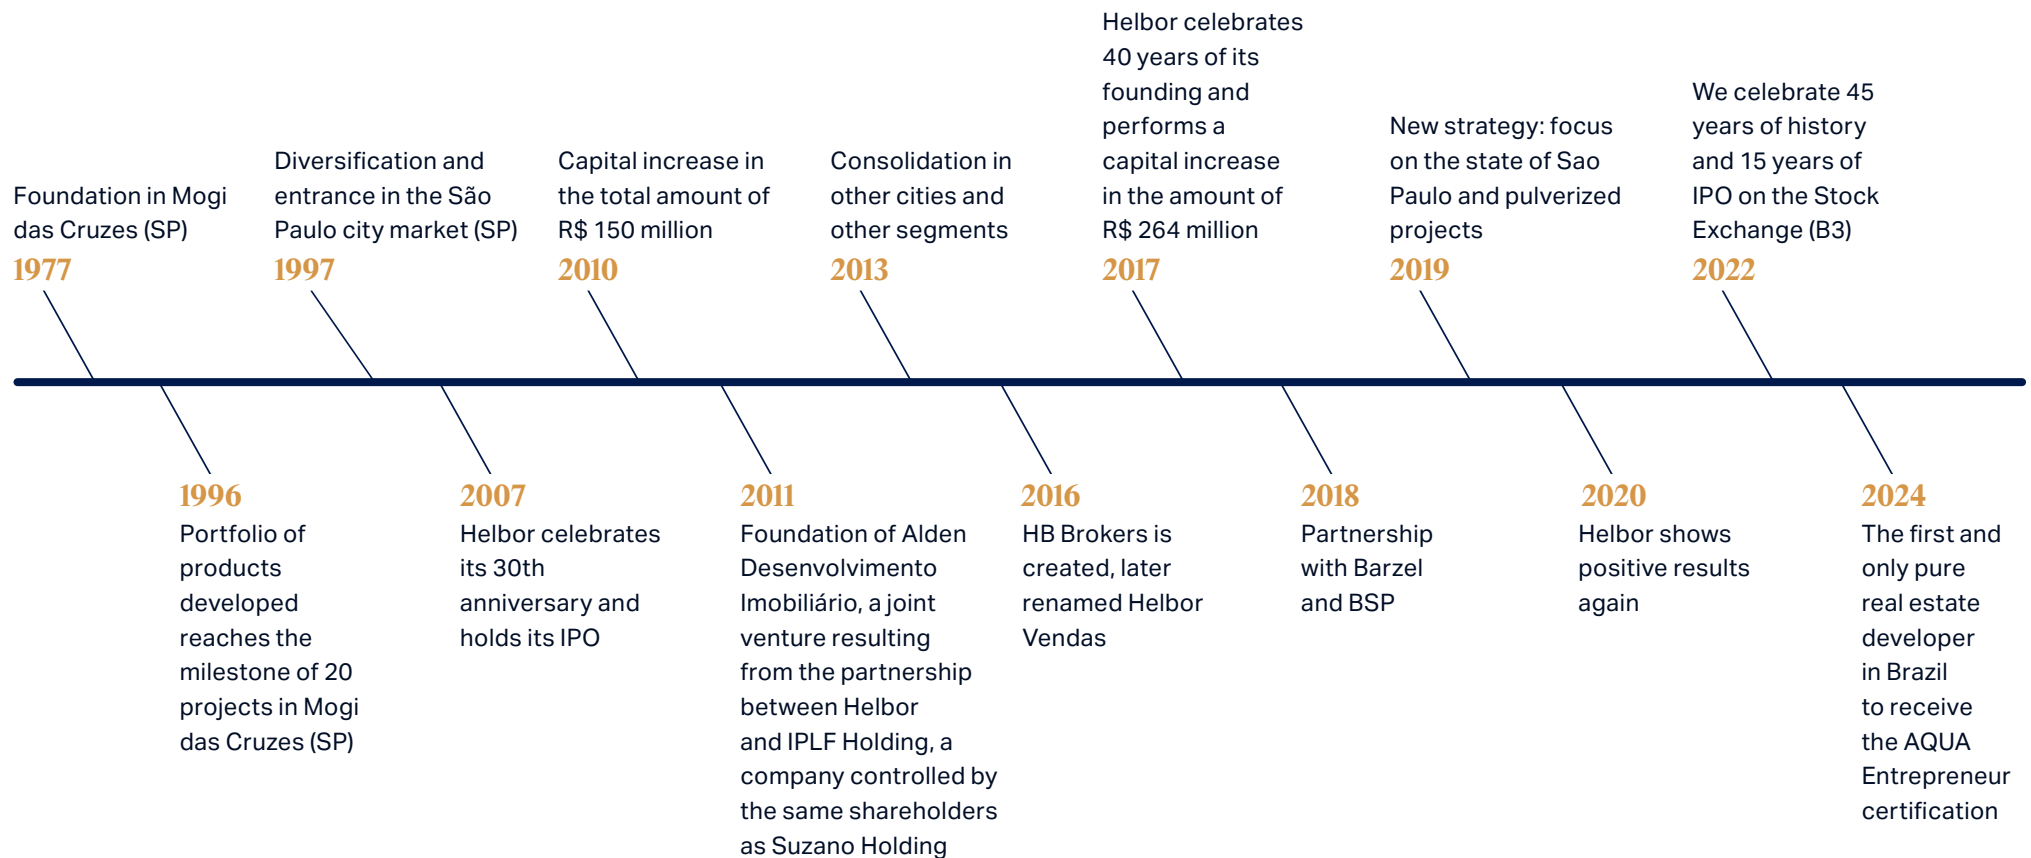 Foundation in Mogi
das Cruzes (SP)
1977
1996
Portfolio of
products
developed
reaches the
milestone of 20
projects in Mogi
das Cruzes (SP)
Diversification and
entrance in the São
Paulo city market (SP)
1997
2007
Helbor celebrates
its 30th
anniversary and
holds its IPO
Capital increase in
the total amount of
R$ 150 million
2010
2011
Foundation of Alden
Desenvolvimento
Imobiliário, a joint
venture resulting
from the partnership
between Helbor
and IPLF Holding, a
company controlled by
the same shareholders
as Suzano Holding
Consolidation in
other cities and
other segments
2013
2016
HB Brokers is
created, later
renamed Helbor
Vendas
Helbor celebrates
40 years of its
founding and
performs a
capital increase
in the amount of
R$ 264 million
2017
2018
Partnership
with Barzel
and BSP
New strategy: focus
on the state of Sao
Paulo and pulverized
projects
2019
2020
Helbor shows
positive results
again
We celebrate 45
years of history
and 15 years of
IPO on the Stock
Exchange (B3)
2022
2024
The first and
only pure
real estate
developer
in Brazil
to receive
the AQUA
Entrepreneur
certification